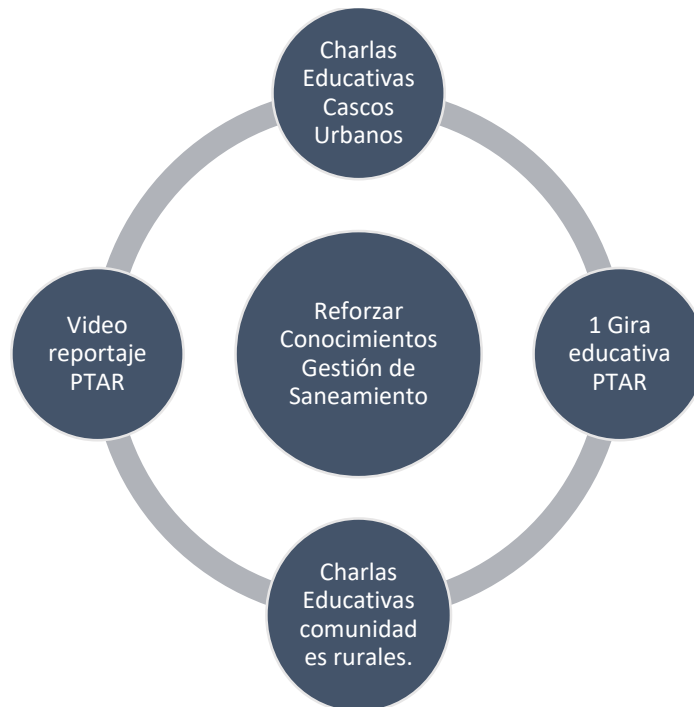 Charlas
Educativas
Cascos
Urbanos
Video
reportaje
PTAR
Reforzar
Conocimientos
Gestión de
Saneamiento
1 Gira
educativa
PTAR
Charlas
Educativas
comunidad
es rurales.